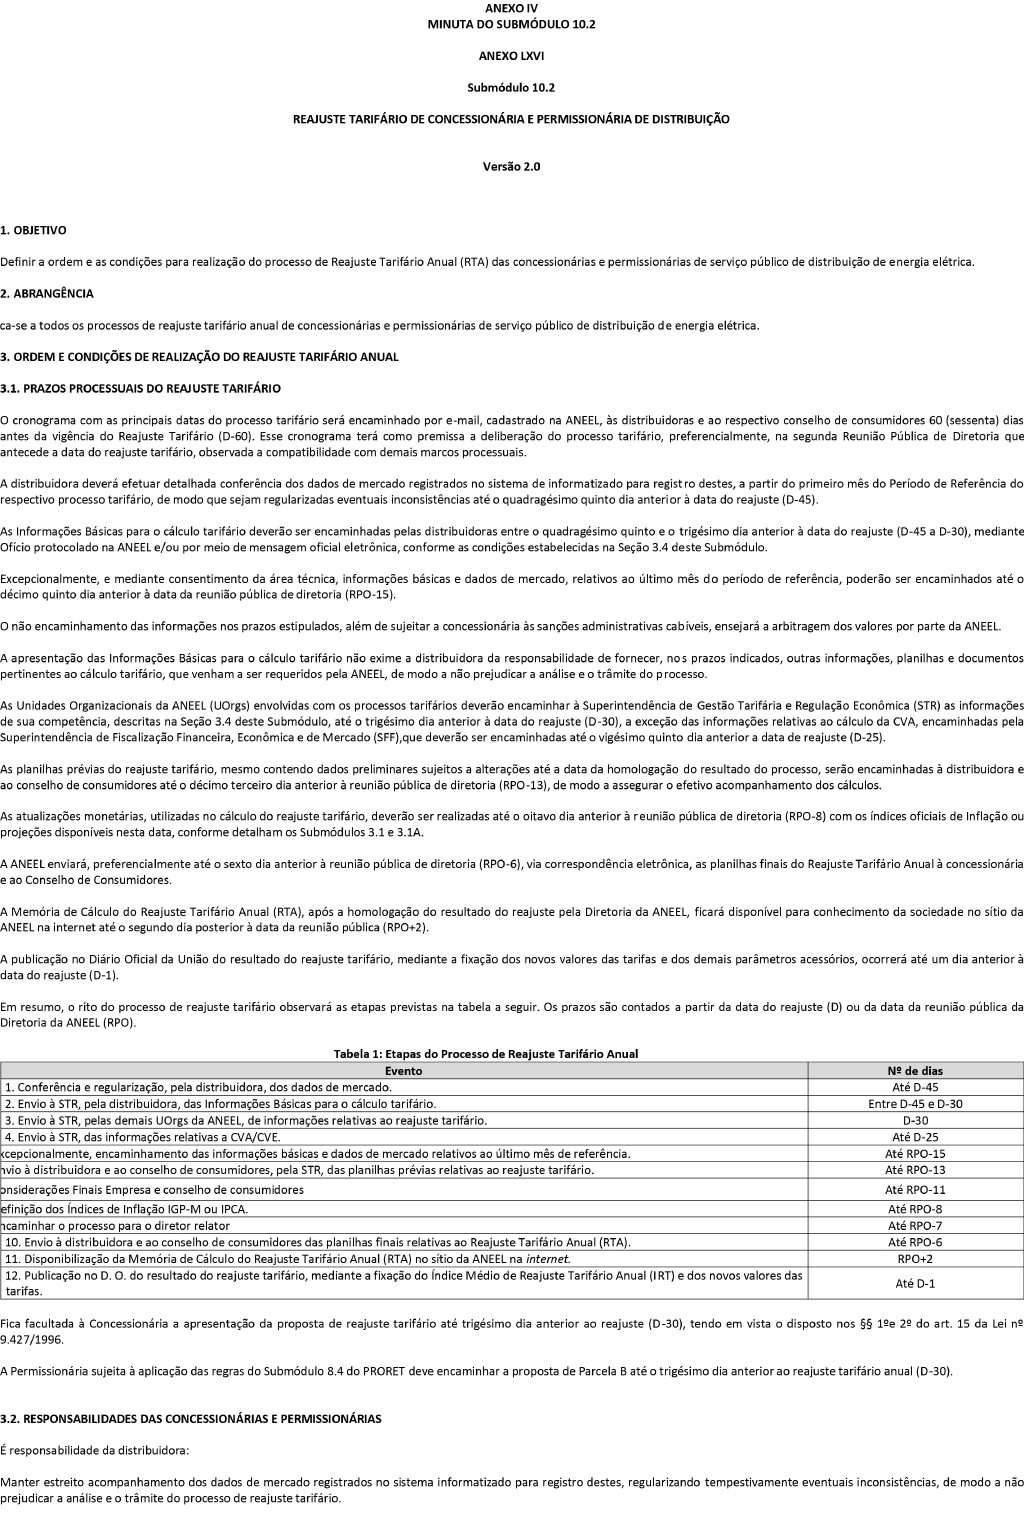 ANEXO IV
MINUTA DO SUBMÓDULO 10.2
ANEXO LXVI
Submódulo 10.2
REAJUSTE TARIFÁRIO DE CONCESSIONÁRIA E PERMISSIONÁRIA DE DISTRIBUIÇÃO
Versão 2.0
1. OBJETIVO
Definir a ordem e as condições para realização do processo de Reajuste Tarifário Anual (RTA) das concessionárias e permissionárias de serviço público de distribuição de energia elétrica.
2. ABRANGÊNCIA
ca-se a todos os processos de reajuste tarifário anual de concessionárias e permissionárias de serviço público de distribuição de energia elétrica.
3. ORDEM E CONDIÇÕES DE REALIZAÇÃO DO REAJUSTE TARIFÁRIO ANUAL
3.1. PRAZOS PROCESSUAIS DO REAJUSTE TARIFÁRIO
O cronograma com as principais datas do processo tarifário será encaminhado por e-mail, cadastrado na ANEEL, às distribuidoras e ao respectivo conselho de consumidores 60 (sessenta) dias
antes da vigência do Reajuste Tarifário (D-60). Esse cronograma terá como premissa a deliberação do processo tarifário, preferencialmente, na segunda Reunião Pública de Diretoria que
antecede a data do reajuste tarifário, observada a compatibilidade com demais marcos processuais.
A distribuidora deverá efetuar detalhada conferência dos dados de mercado registrados no sistema de informatizado para registro destes, a partir do primeiro mês do Período de Referência do
respectivo processo tarifário, de modo que sejam regularizadas eventuais inconsistências até o quadragésimo quinto dia anterior à data do reajuste (D-45).
As Informações Básicas para o cálculo tarifário deverão ser encaminhadas pelas distribuidoras entre o quadragésimo quinto e o trigésimo dia anterior à data do reajuste (D-45 a D-30), mediante
Ofício protocolado na ANEEL e/ou por meio de mensagem oficial eletrônica, conforme as condições estabelecidas na Seção 3.4 deste Submódulo.
Excepcionalmente, e mediante consentimento da área técnica, informações básicas e dados de mercado, relativos ao último mês do período de referência, poderão ser encaminhados até o
décimo quinto dia anterior à data da reunião pública de diretoria (RPO-15).
O não encaminhamento das informações nos prazos estipulados, além de sujeitar a concessionária às sanções administrativas cabíveis, ensejará a arbitragem dos valores por parte da ANEEL.
A apresentação das Informações Básicas para o cálculo tarifário não exime a distribuidora da responsabilidade de fornecer, nos prazos indicados, outras informações, planilhas e documentos
pertinentes ao cálculo tarifário, que venham a ser requeridos pela ANEEL, de modo a não prejudicar a análise e o trâmite do processo.
As Unidades Organizacionais da ANEEL (UOrgs) envolvidas com os processos tarifários deverão encaminhar à Superintendência de Gestão Tarifária e Regulação Econômica (STR) as informações
de sua competência, descritas na Seção 3.4 deste Submódulo, até o trigésimo dia anterior à data do reajuste (D-30), a exceção das informações relativas ao cálculo da CVA, encaminhadas pela
Superintendência de Fiscalização Financeira, Econômica e de Mercado (SFF),que deverão ser encaminhadas até o vigésimo quinto dia anterior a data de reajuste (D-25).
As planilhas prévias do reajuste tarifário, mesmo contendo dados preliminares sujeitos a alterações até a data da homologação do resultado do processo, serão encaminhadas à distribuidora e
ao conselho de consumidores até o décimo terceiro dia anterior à reunião pública de diretoria (RPO-13), de modo a assegurar o efetivo acompanhamento dos cálculos.
As atualizações monetárias, utilizadas no cálculo do reajuste tarifário, deverão ser realizadas até o oitavo dia anterior à reunião pública de diretoria (RPO-8) com os índices oficiais de Inflação ou
projeções disponíveis nesta data, conforme detalham os Submódulos 3.1 e 3.1A.
A ANEEL enviará, preferencialmente até o sexto dia anterior à reunião pública de diretoria (RPO-6), via correspondência eletrônica, as planilhas finais do Reajuste Tarifário Anual à concessionária
e ao Conselho de Consumidores.
A Memória de Cálculo do Reajuste Tarifário Anual (RTA), após a homologação do resultado do reajuste pela Diretoria da ANEEL, ficará disponível para conhecimento da sociedade no sítio da
ANEEL na internet até o segundo dia posterior à data da reunião pública (RPO+2).
A publicação no Diário Oficial da União do resultado do reajuste tarifário, mediante a fixação dos novos valores das tarifas e dos demais parâmetros acessórios, ocorrerá até um dia anterior à
data do reajuste (D-1).
Em resumo, o rito do processo de reajuste tarifário observará as etapas previstas na tabela a seguir. Os prazos são contados a partir da data do reajuste (D) ou da data da reunião pública da
Diretoria da ANEEL (RPO).
Tabela 1: Etapas do Processo de Reajuste Tarifário Anual
Evento Nº de dias
1. Conferência e regularização, pela distribuidora, dos dados de mercado. Até D-45
2. Envio à STR, pela distribuidora, das Informações Básicas para o cálculo tarifário. Entre D-45 e D-30
3. Envio à STR, pelas demais UOrgs da ANEEL, de informações relativas ao reajuste tarifário. D-30
4. Envio à STR, das informações relativas a CVA/CVE. Até D-25
xcepcionalmente, encaminhamento das informações básicas e dados de mercado relativos ao último mês de referência. Até RPO-15
nvio à distribuidora e ao conselho de consumidores, pela STR, das planilhas prévias relativas ao reajuste tarifário. Até RPO-13
onsiderações Finais Empresa e conselho de consumidores Até RPO-11
efinição dos Índices de Inflação IGP-M ou IPCA. Até RPO-8
ncaminhar o processo para o diretor relator Até RPO-7
10. Envio à distribuidora e ao conselho de consumidores das planilhas finais relativas ao Reajuste Tarifário Anual (RTA). Até RPO-6
11. Disponibilização da Memória de Cálculo do Reajuste Tarifário Anual (RTA) no sítio da ANEEL na internet. RPO+2
12. Publicação no D. O. do resultado do reajuste tarifário, mediante a fixação do Índice Médio de Reajuste Tarifário Anual (IRT) e dos novos valores das
tarifas. Até D-1
Fica facultada à Concessionária a apresentação da proposta de reajuste tarifário até trigésimo dia anterior ao reajuste (D-30), tendo em vista o disposto nos §§ 1ºe 2º do art. 15 da Lei nº
9.427/1996.
A Permissionária sujeita à aplicação das regras do Submódulo 8.4 do PRORET deve encaminhar a proposta de Parcela B até o trigésimo dia anterior ao reajuste tarifário anual (D-30).
3.2. RESPONSABILIDADES DAS CONCESSIONÁRIAS E PERMISSIONÁRIAS
É responsabilidade da distribuidora:
Manter estreito acompanhamento dos dados de mercado registrados no sistema informatizado para registro destes, regularizando tempestivamente eventuais inconsistências, de modo a não
prejudicar a análise e o trâmite do processo de reajuste tarifário.